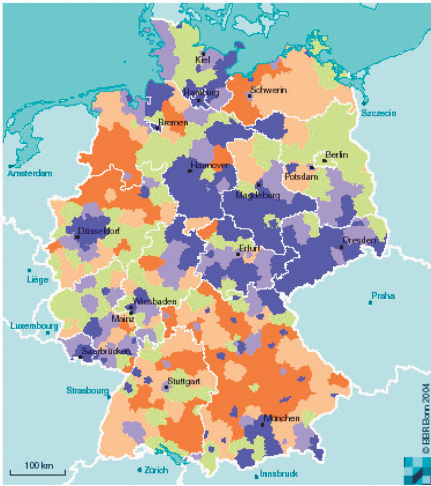 Kiel
Hamburg
Schwerin
Szczecin
Bremen
Amsterdam
Hannover
Berlin
Potsdam
Magdeburg
Düsseldorf
Erfurt
Dresden
Liège
Praha
Wiesbaden
Mainz
Luxembourg
Saarbrücken
Stuttgart
Strasbourg
München
Zürich
Innsbruck
100 km
© BBR Bonn 2004